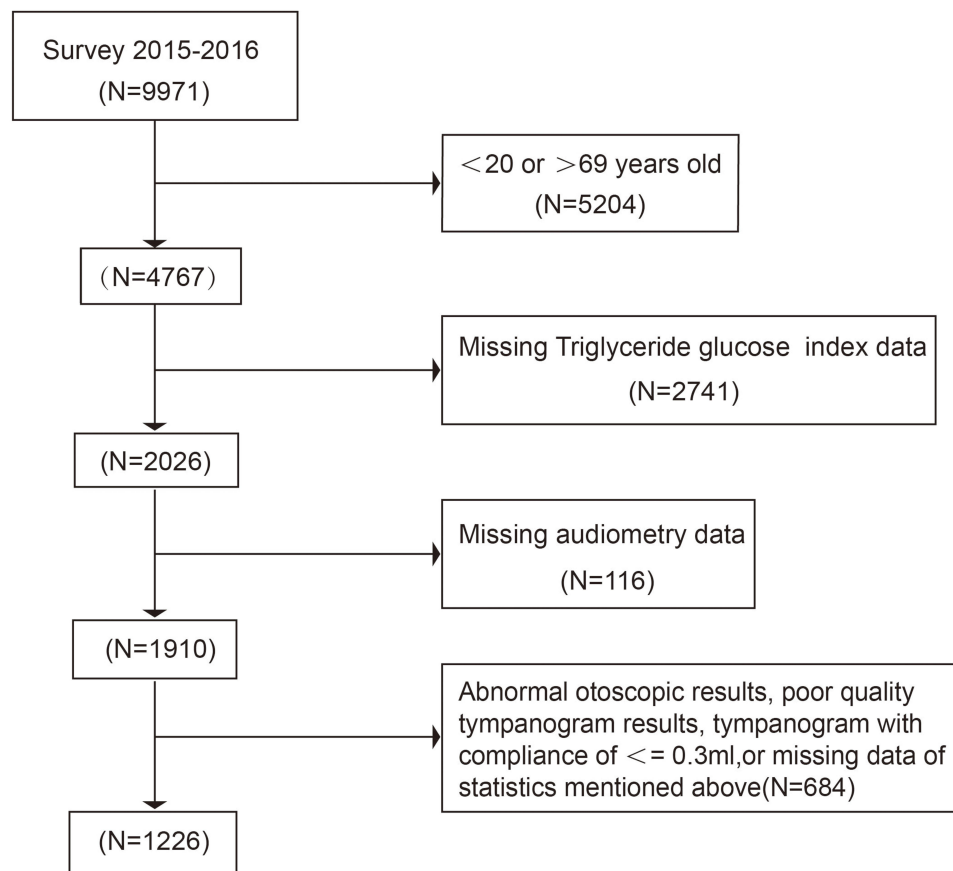 Survey 2015-2016
(N=9971)
＜20 or ＞69 years old
(N=5204)
（N=4767）
Missing Triglyceride glucose  index data
(N=2741)
(N=2026)
Missing audiometry data
(N=116)
(N=1910)
Abnormal otoscopic results, poor quality
tympanogram results, tympanogram with
compliance of ＜= 0.3ml,or missing data of
statistics mentioned above(N=684)
(N=1226)